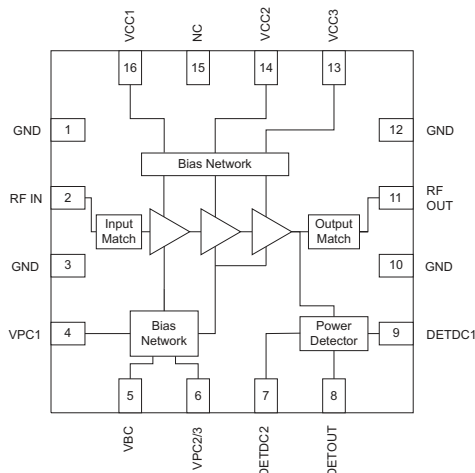 VCC1
NC
VCC2
VCC3
16
15
14
13
GND
1
12
GND
Bias Network
RF IN
2
Input
Match
Output
Match
11
RF
OUT
GND
3
10
GND
VPC1
4
Bias
Network
Power
Detector
9
DETDC1
5
6
7
8
VBC
VPC2/3
DETDC2
DETOUT